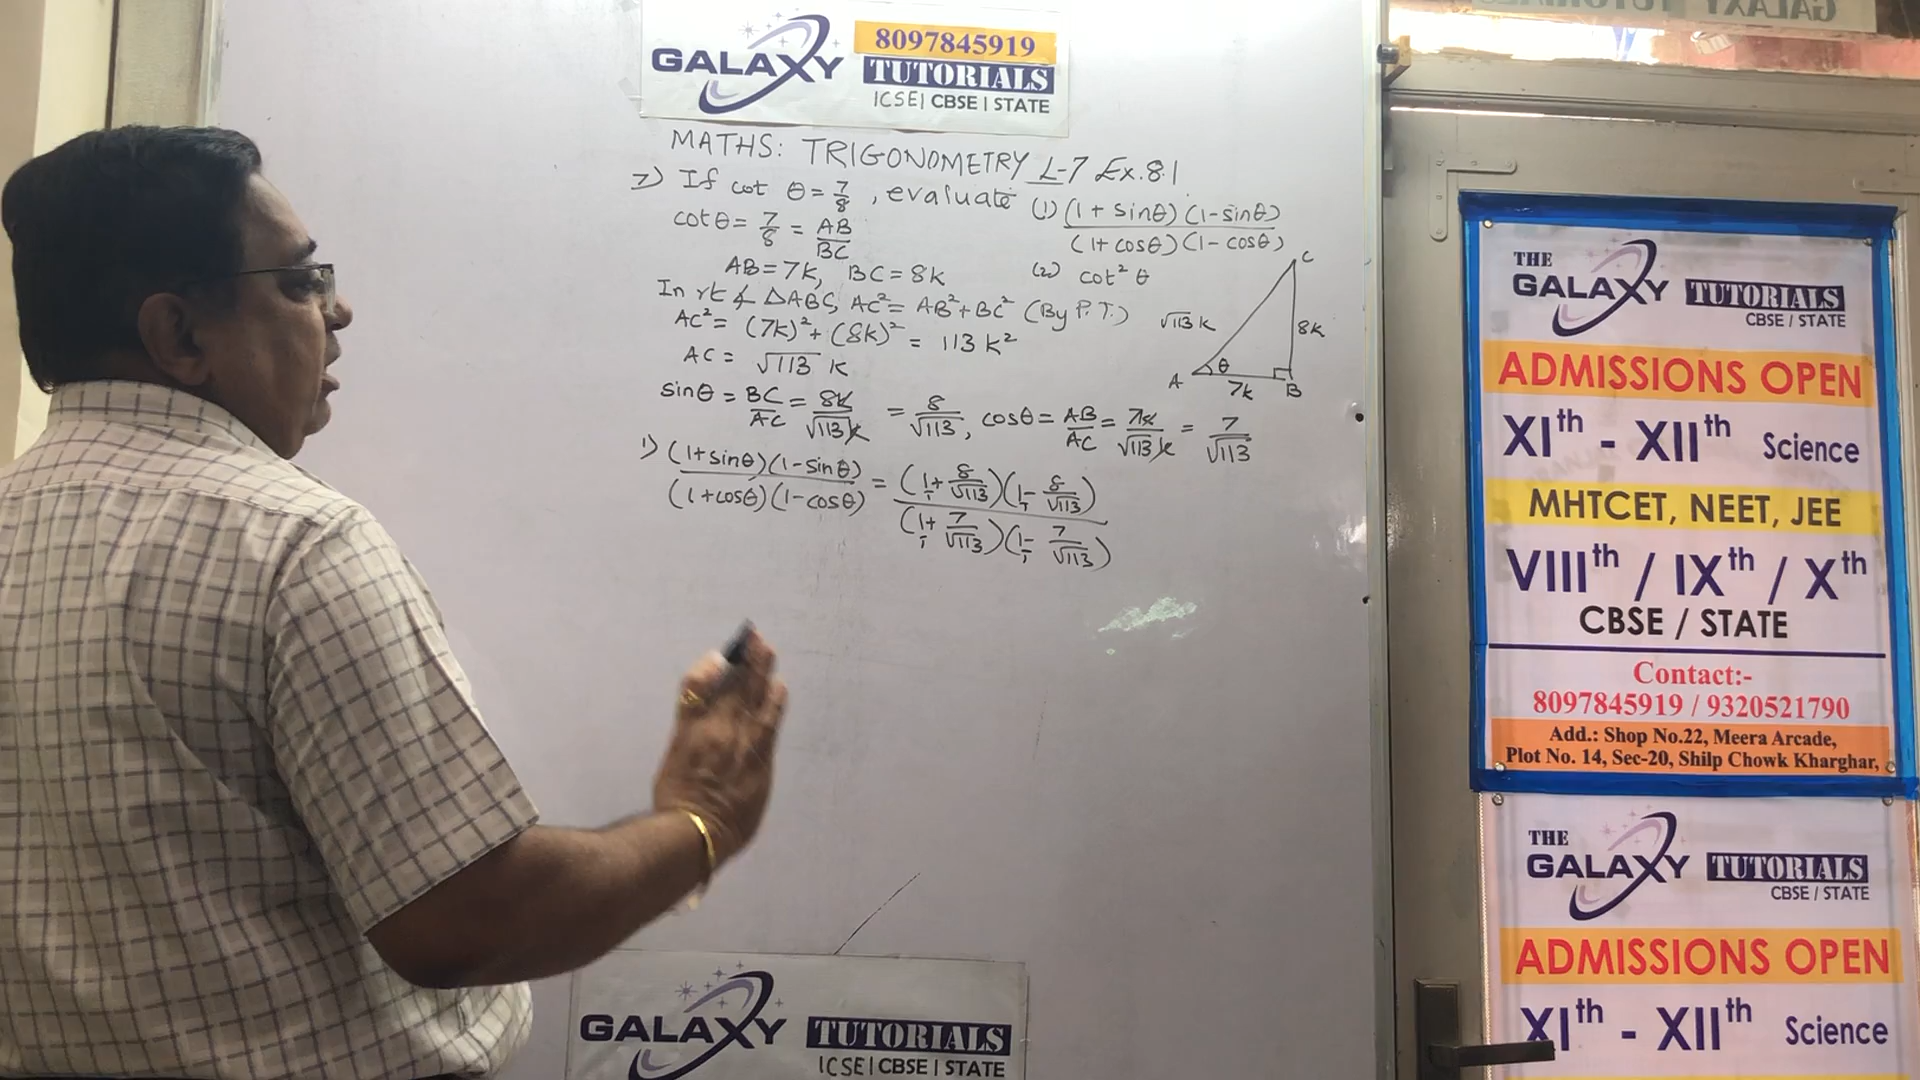 GALAXY TUTORIALS
8097845919
GALAXY
TUTORIALS
ICSE | CBSE | STATE
MATHS: TRIGONOMETRY L-7 Ex.8.1
7) If cot θ = 7/8, evaluate (1) (1 + sinθ)(1 - sinθ) / (1 + cosθ)(1 - cosθ)
cotθ = 7/8 = AB/BC
AB = 7k, BC = 8k (2) cot² θ
In rt ∡ ΔABC, AC² = AB² + BC² (By P.T.)
AC² = (7k)² + (8k)² = 113 k²
AC = √113 k
C
√113 k
8k
A
θ
7k
B
sinθ = BC/AC = 8k/√113 k = 8/√113, cosθ = AB/AC = 7k/√113 k = 7/√113
1) (1+sinθ)(1-sinθ) / (1+cosθ)(1-cosθ) = (1/1 + 8/√113)(1/1 - 8/√113) / (1/1 + 7/√113)(1/1 - 7/√113)
GALAXY
TUTORIALS
ICSE | CBSE | STATE
THE
GALAXY TUTORIALS
CBSE / STATE
ADMISSIONS OPEN
XIth - XIIth Science
MHTCET, NEET, JEE
VIIIth / IXth / Xth
CBSE / STATE
Contact:-
8097845919 / 9320521790
Add.: Shop No.22, Meera Arcade,
Plot No. 14, Sec-20, Shilp Chowk Kharghar,
THE
GALAXY TUTORIALS
CBSE / STATE
ADMISSIONS OPEN
XIth - XIIth Science